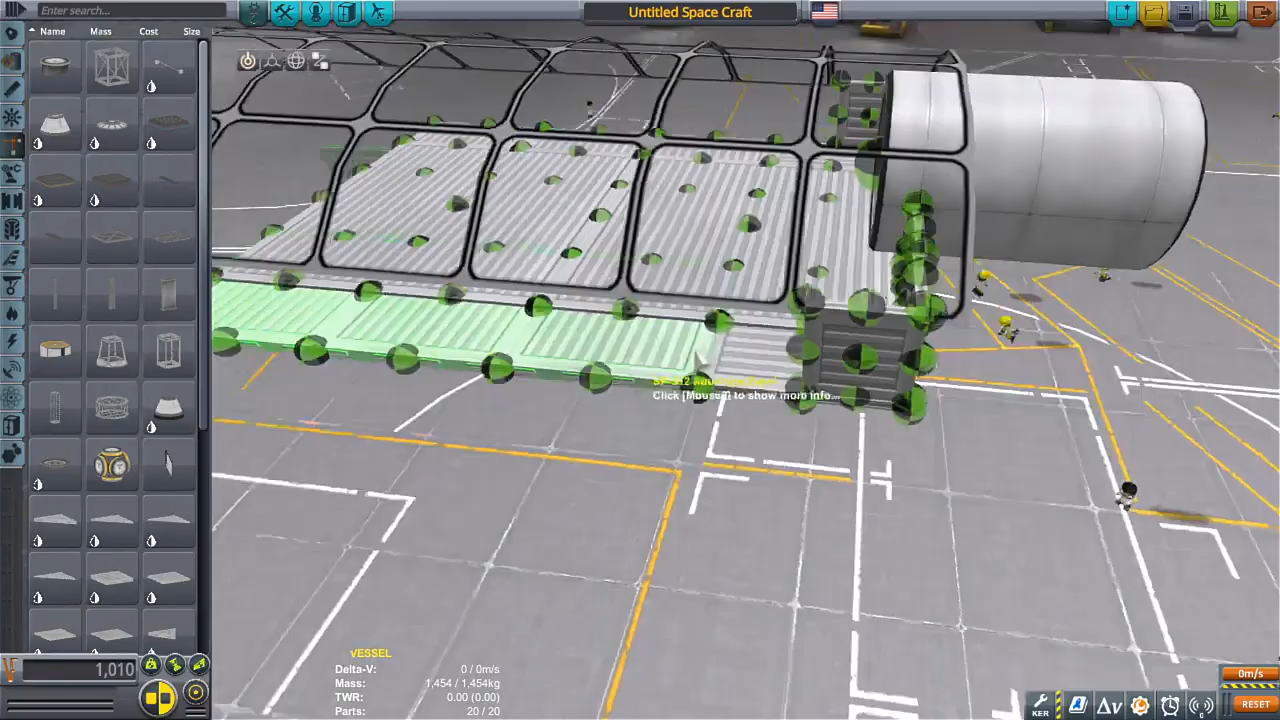 Enter search...
Untitled Space Craft
Name Mass Cost Size
Click [Mouse] to show more info...
1,010
VESSEL
Delta-V: 0 / 0m/s
Mass: 1,454 / 1,454kg
TWR: 0.00 (0.00)
Parts: 20 / 20
KER
Δv
0m/s
RESET